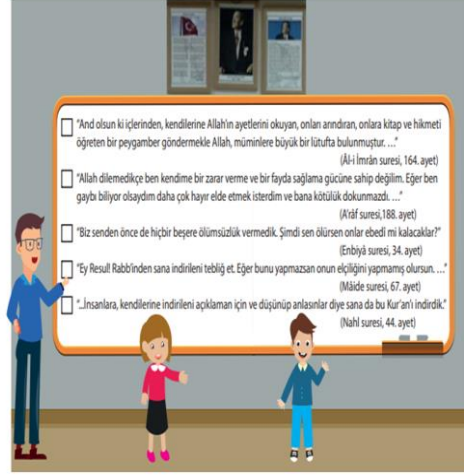 "And olsun ki içlerinden, kendilerine Allah'ın ayetlerini okuyan, onları arındıran, onlara kitap ve hikmeti
öğreten bir peygamber göndermekle Allah, müminlere büyük bir lütufta bulunmuştur. ..."
(Âl-i İmrân suresi, 164. ayet)
"Allah dilemedikçe ben kendime bir zarar verme ve bir fayda sağlama gücüne sahip değilim. Eğer ben
gaybı biliyor olsaydım daha çok hayır elde etmek isterdim ve bana kötülük dokunmazdı. ..."
(A'râf suresi,188. ayet)
"Biz senden önce de hiçbir beşere ölümsüzlük vermedik. Şimdi sen ölürsen onlar ebedî mi kalacaklar?"
(Enbiyâ suresi, 34. ayet)
"Ey Resul! Rabb'inden sana indirileni tebliğ et. Eğer bunu yapmazsan onun elçiliğini yapmamış olursun. ..."
(Mâide suresi, 67. ayet)
"...İnsanlara, kendilerine indirileni açıklaman için ve düşünüp anlasınlar diye sana da bu Kur'an'ı indirdik."
(Nahl suresi, 44. ayet)